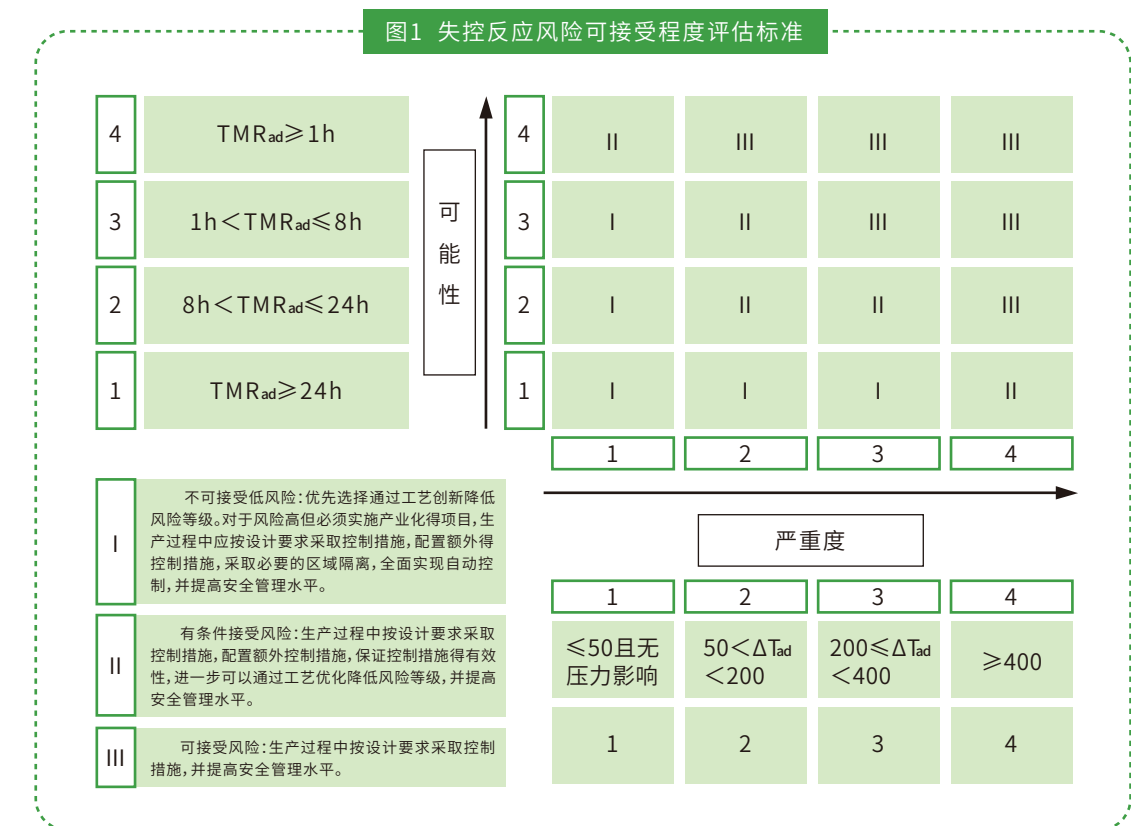 图1 失控反应风险可接受程度评估标准
4
TMRad≥1h
3
1h＜TMRad≤8h
2
8h＜TMRad≤24h
1
TMRad≥24h
可能性
4
II
III
III
III
3
I
II
III
III
2
I
II
II
III
1
I
I
I
II
1
2
3
4
严重度
1
2
3
4
≤50且无
压力影响
50＜ΔTad
＜200
200≤ΔTad
＜400
≥400
1
2
3
4
I
不可接受低风险：优先选择通过工艺创新降低
风险等级。对于风险高但必须实施产业化得项目，生
产过程中应按设计要求采取控制措施，配置额外得
控制措施，采取必要的区域隔离，全面实现自动控
制，并提高安全管理水平。
II
有条件接受风险：生产过程中按设计要求采取
控制措施，配置额外控制措施，保证控制措施得有效
性，进一步可以通过工艺优化降低风险等级，并提高
安全管理水平。
III
可接受风险：生产过程中按设计要求采取控制
措施，并提高安全管理水平。